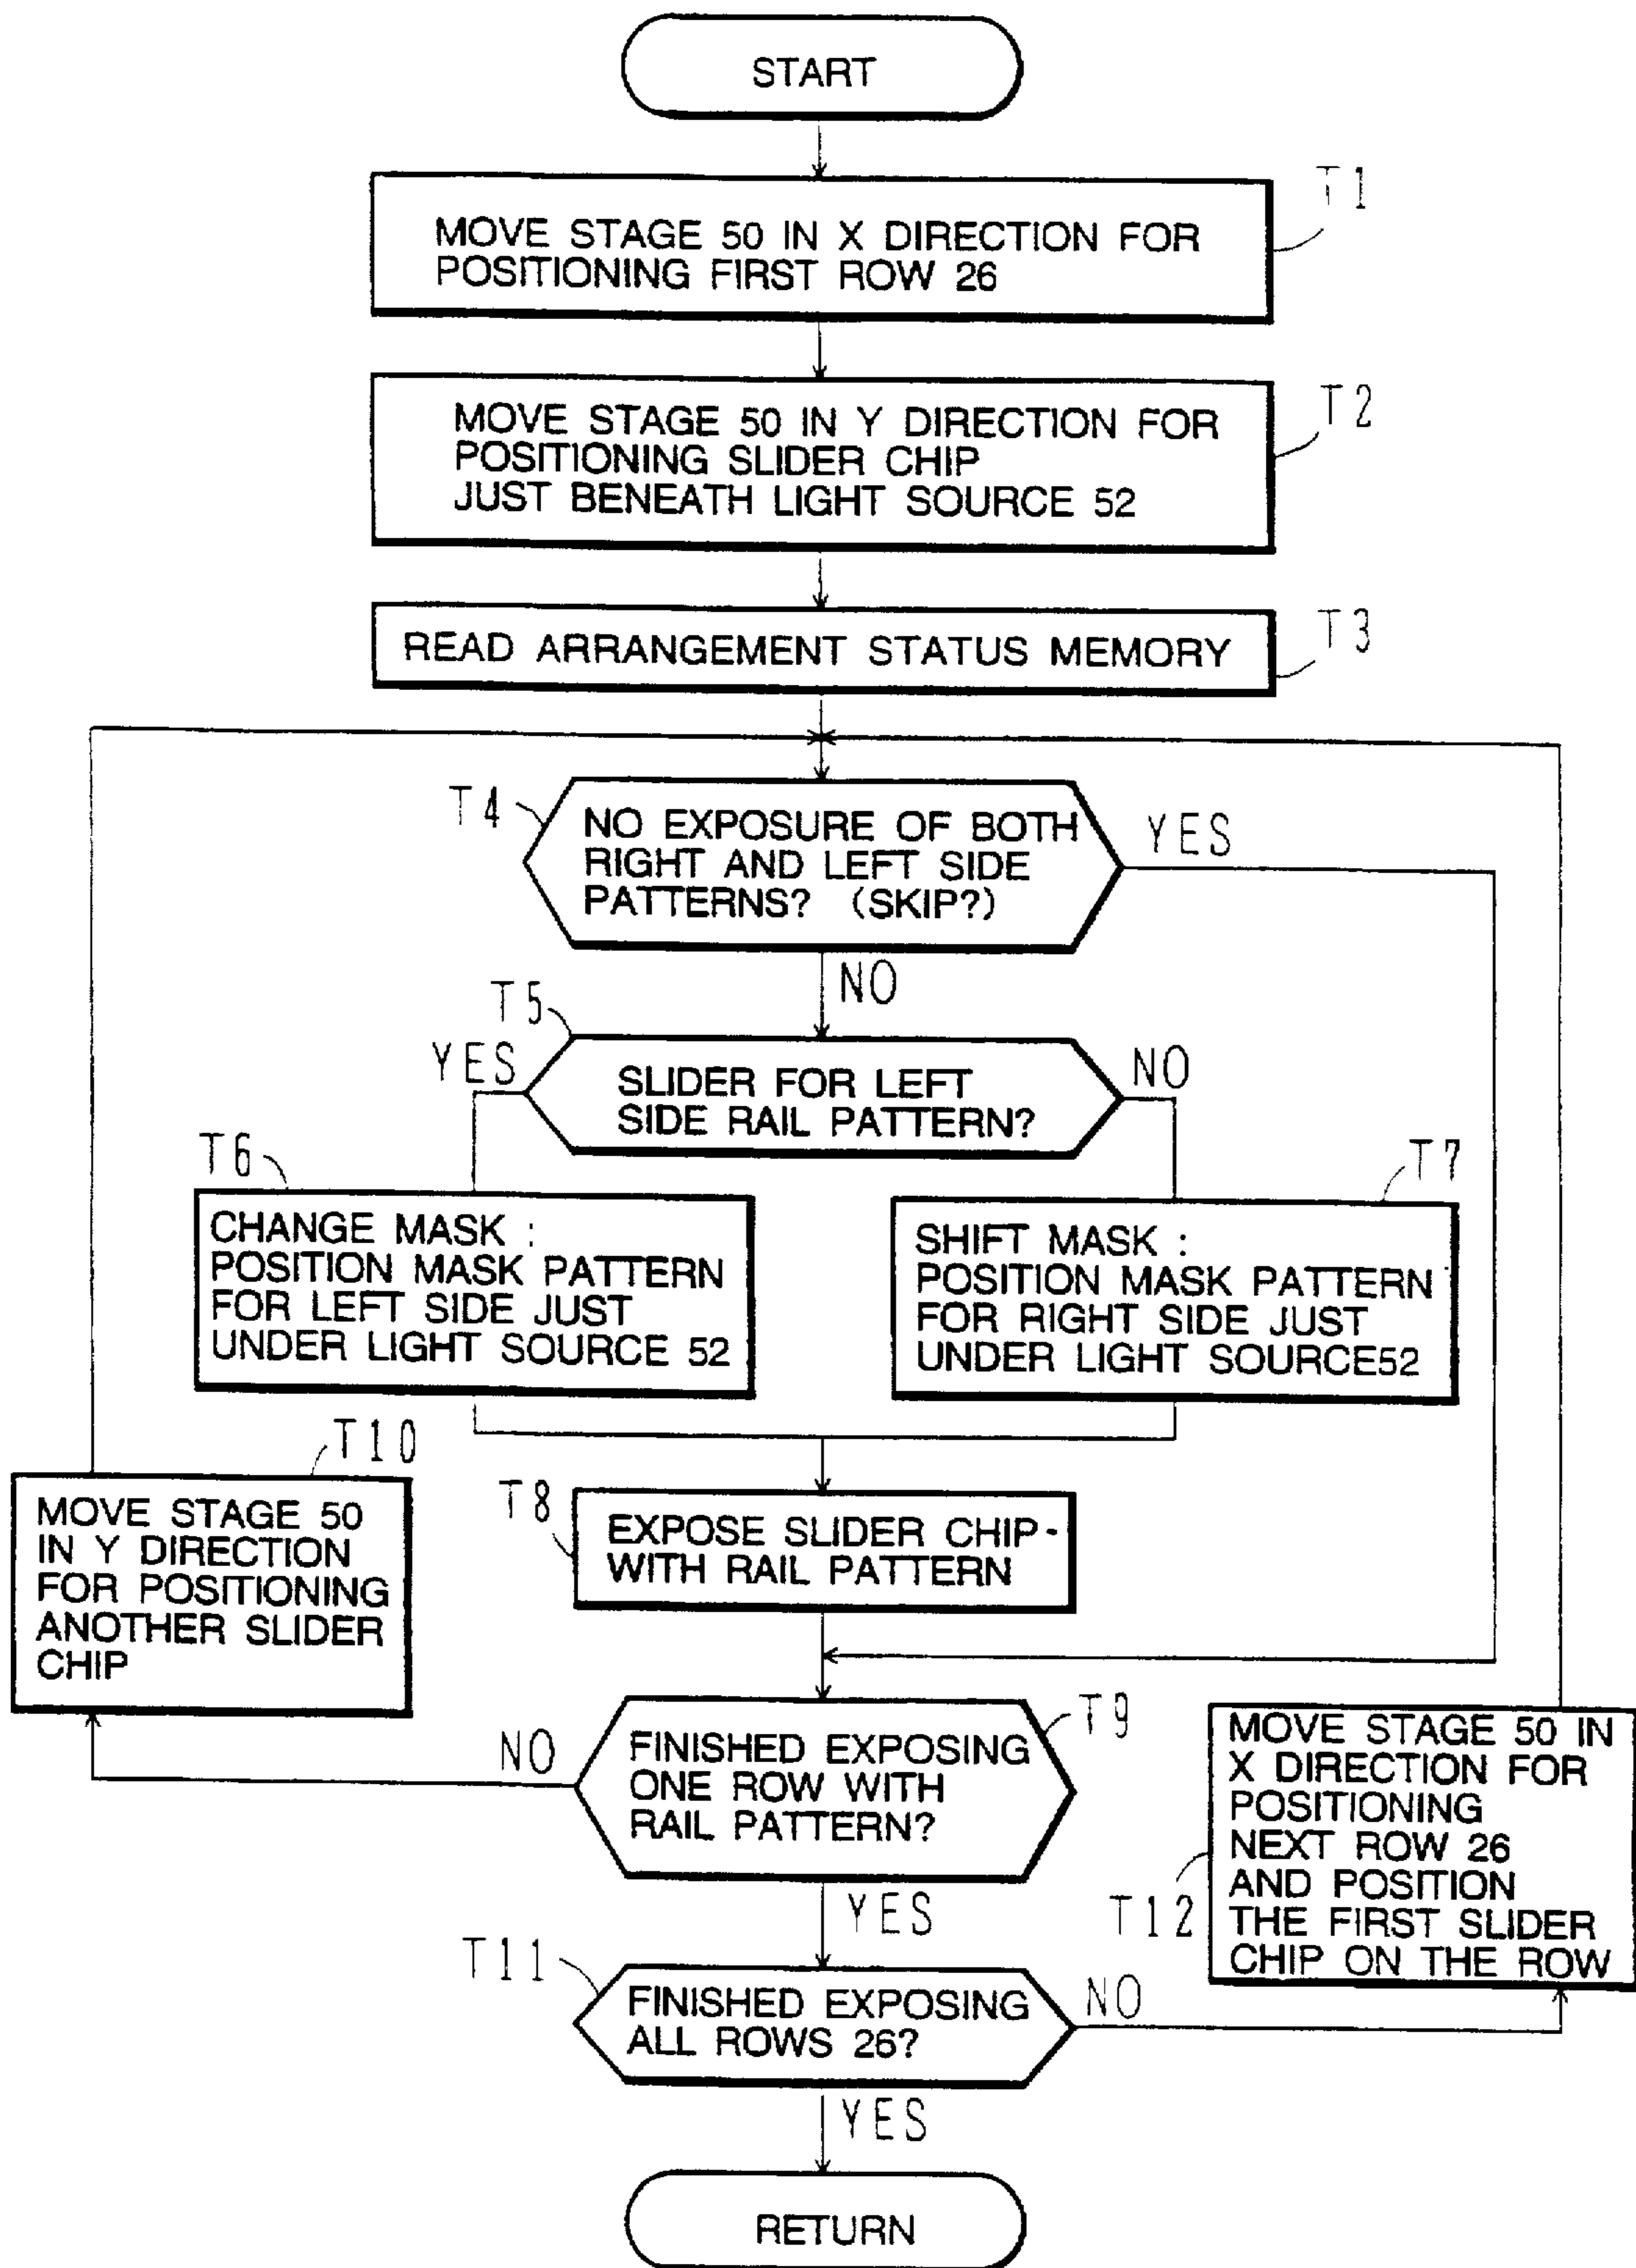 START
T1
MOVE STAGE 50 IN X DIRECTION FOR
POSITIONING FIRST ROW 26
T2
MOVE STAGE 50 IN Y DIRECTION FOR
POSITIONING SLIDER CHIP
JUST BENEATH LIGHT SOURCE 52
T3
READ ARRANGEMENT STATUS MEMORY
T4
NO EXPOSURE OF BOTH
RIGHT AND LEFT SIDE
PATTERNS? (SKIP?)
YES
NO
T5
YES
SLIDER FOR LEFT
SIDE RAIL PATTERN?
NO
T6
CHANGE MASK :
POSITION MASK PATTERN
FOR LEFT SIDE JUST
UNDER LIGHT SOURCE 52
T7
SHIFT MASK :
POSITION MASK PATTERN
FOR RIGHT SIDE JUST
UNDER LIGHT SOURCE52
T10
MOVE STAGE 50
IN Y DIRECTION
FOR POSITIONING
ANOTHER SLIDER
CHIP
T8
EXPOSE SLIDER CHIP-
WITH RAIL PATTERN
T9
NO
FINISHED EXPOSING
ONE ROW WITH
RAIL PATTERN?
YES
T12
MOVE STAGE 50 IN
X DIRECTION FOR
POSITIONING
NEXT ROW 26
AND POSITION
THE FIRST SLIDER
CHIP ON THE ROW
T11
FINISHED EXPOSING
ALL ROWS 26?
NO
YES
RETURN